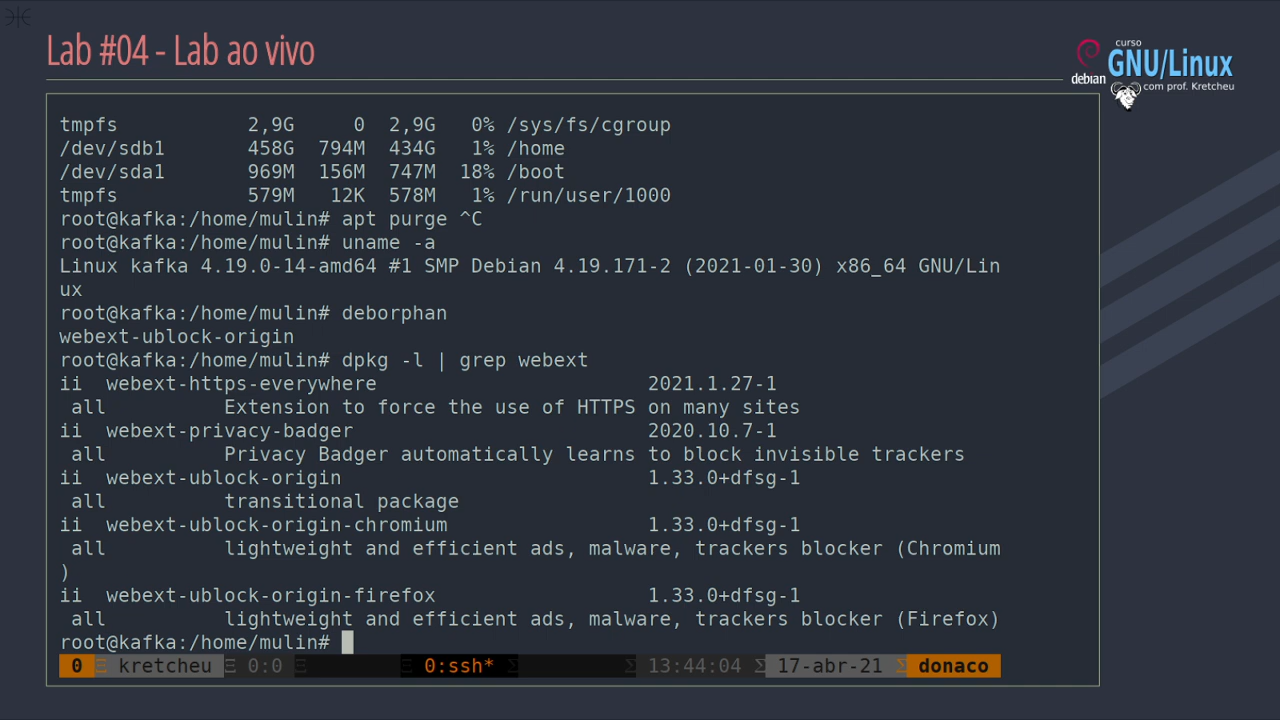 Lab #04 - Lab ao vivo
curso
GNU/Linux
debian
com prof. Kretcheu
tmpfs 2,9G 0 2,9G 0% /sys/fs/cgroup
/dev/sdb1 458G 794M 434G 1% /home
/dev/sda1 969M 156M 747M 18% /boot
tmpfs 579M 12K 578M 1% /run/user/1000
root@kafka:/home/mulin# apt purge ^C
root@kafka:/home/mulin# uname -a
Linux kafka 4.19.0-14-amd64 #1 SMP Debian 4.19.171-2 (2021-01-30) x86_64 GNU/Lin
ux
root@kafka:/home/mulin# deborphan
webext-ublock-origin
root@kafka:/home/mulin# dpkg -l | grep webext
ii webext-https-everywhere 2021.1.27-1
all Extension to force the use of HTTPS on many sites
ii webext-privacy-badger 2020.10.7-1
all Privacy Badger automatically learns to block invisible trackers
ii webext-ublock-origin 1.33.0+dfsg-1
all transitional package
ii webext-ublock-origin-chromium 1.33.0+dfsg-1
all lightweight and efficient ads, malware, trackers blocker (Chromium
)
ii webext-ublock-origin-firefox 1.33.0+dfsg-1
all lightweight and efficient ads, malware, trackers blocker (Firefox)
root@kafka:/home/mulin#
0 Ξ kretcheu Ξ 0:0 Ξ 0:ssh* Σ Σ 13:44:04 Σ 17-abr-21 Σ donaco